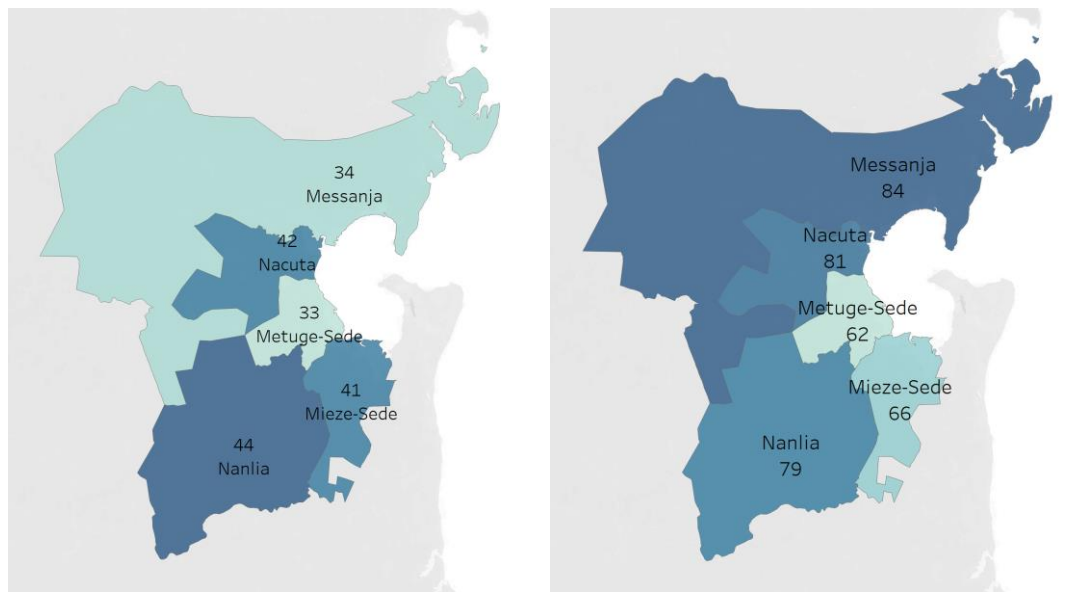 34
Messanja
42
Nacuta
33
Metuge-Sede
41
Mieze-Sede
44
Nanlia
Messanja
84
Nacuta
81
Metuge-Sede
62
Mieze-Sede
66
Nanlia
79